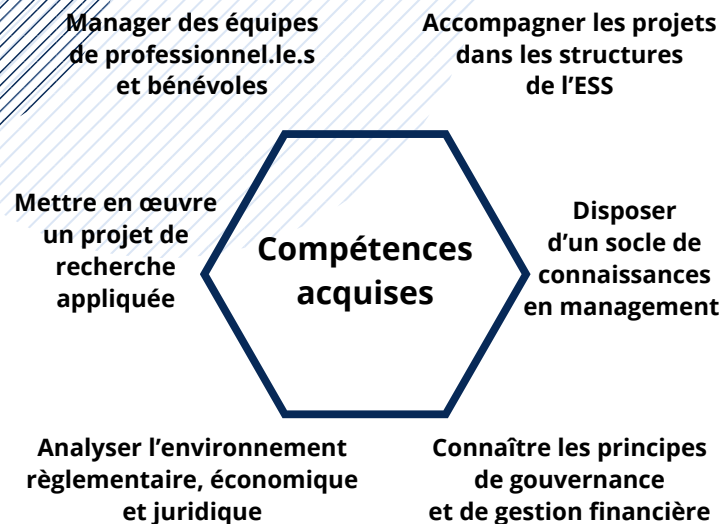 Manager des équipes
de professionnel.le.s
et bénévoles
Accompagner les projets
dans les structures
de l’ESS
Mettre en œuvre
un projet de
recherche
appliquée
Compétences
acquises
Disposer
d’un socle de
connaissances
en management
Analyser l’environnement
règlementaire, économique
et juridique
Connaître les principes
de gouvernance
et de gestion financière